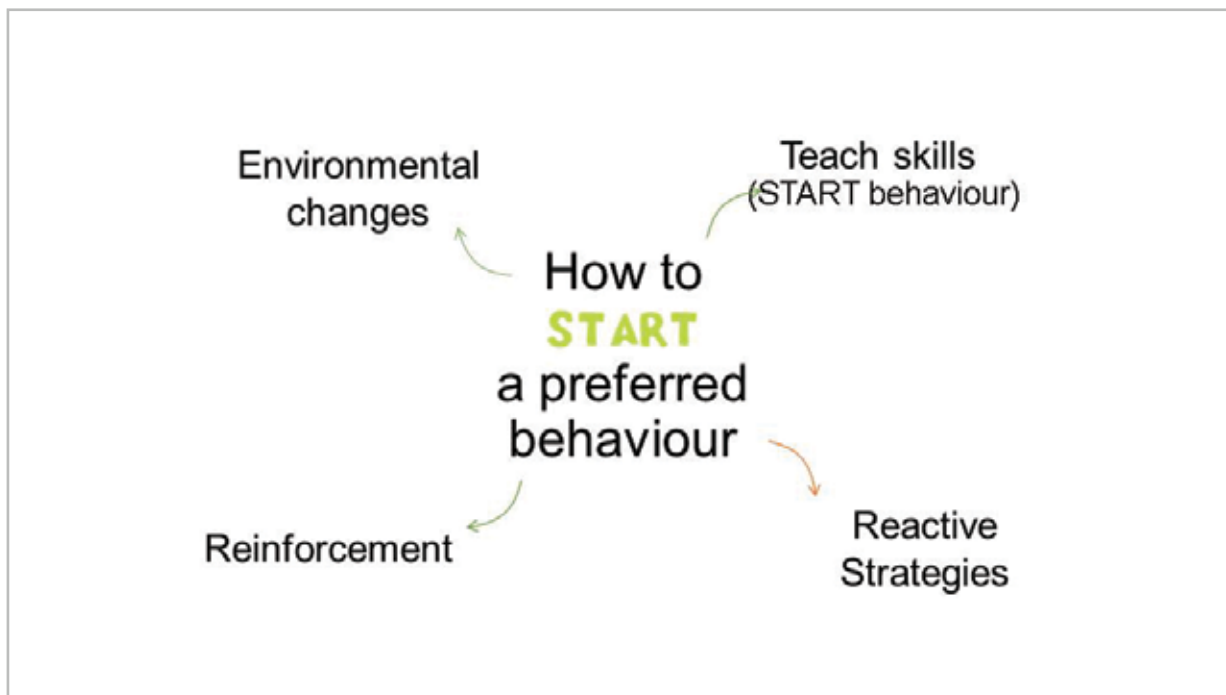 Environmental
changes
Teach skills
(START behaviour)
How to
START
a preferred
behaviour
Reinforcement
Reactive
Strategies